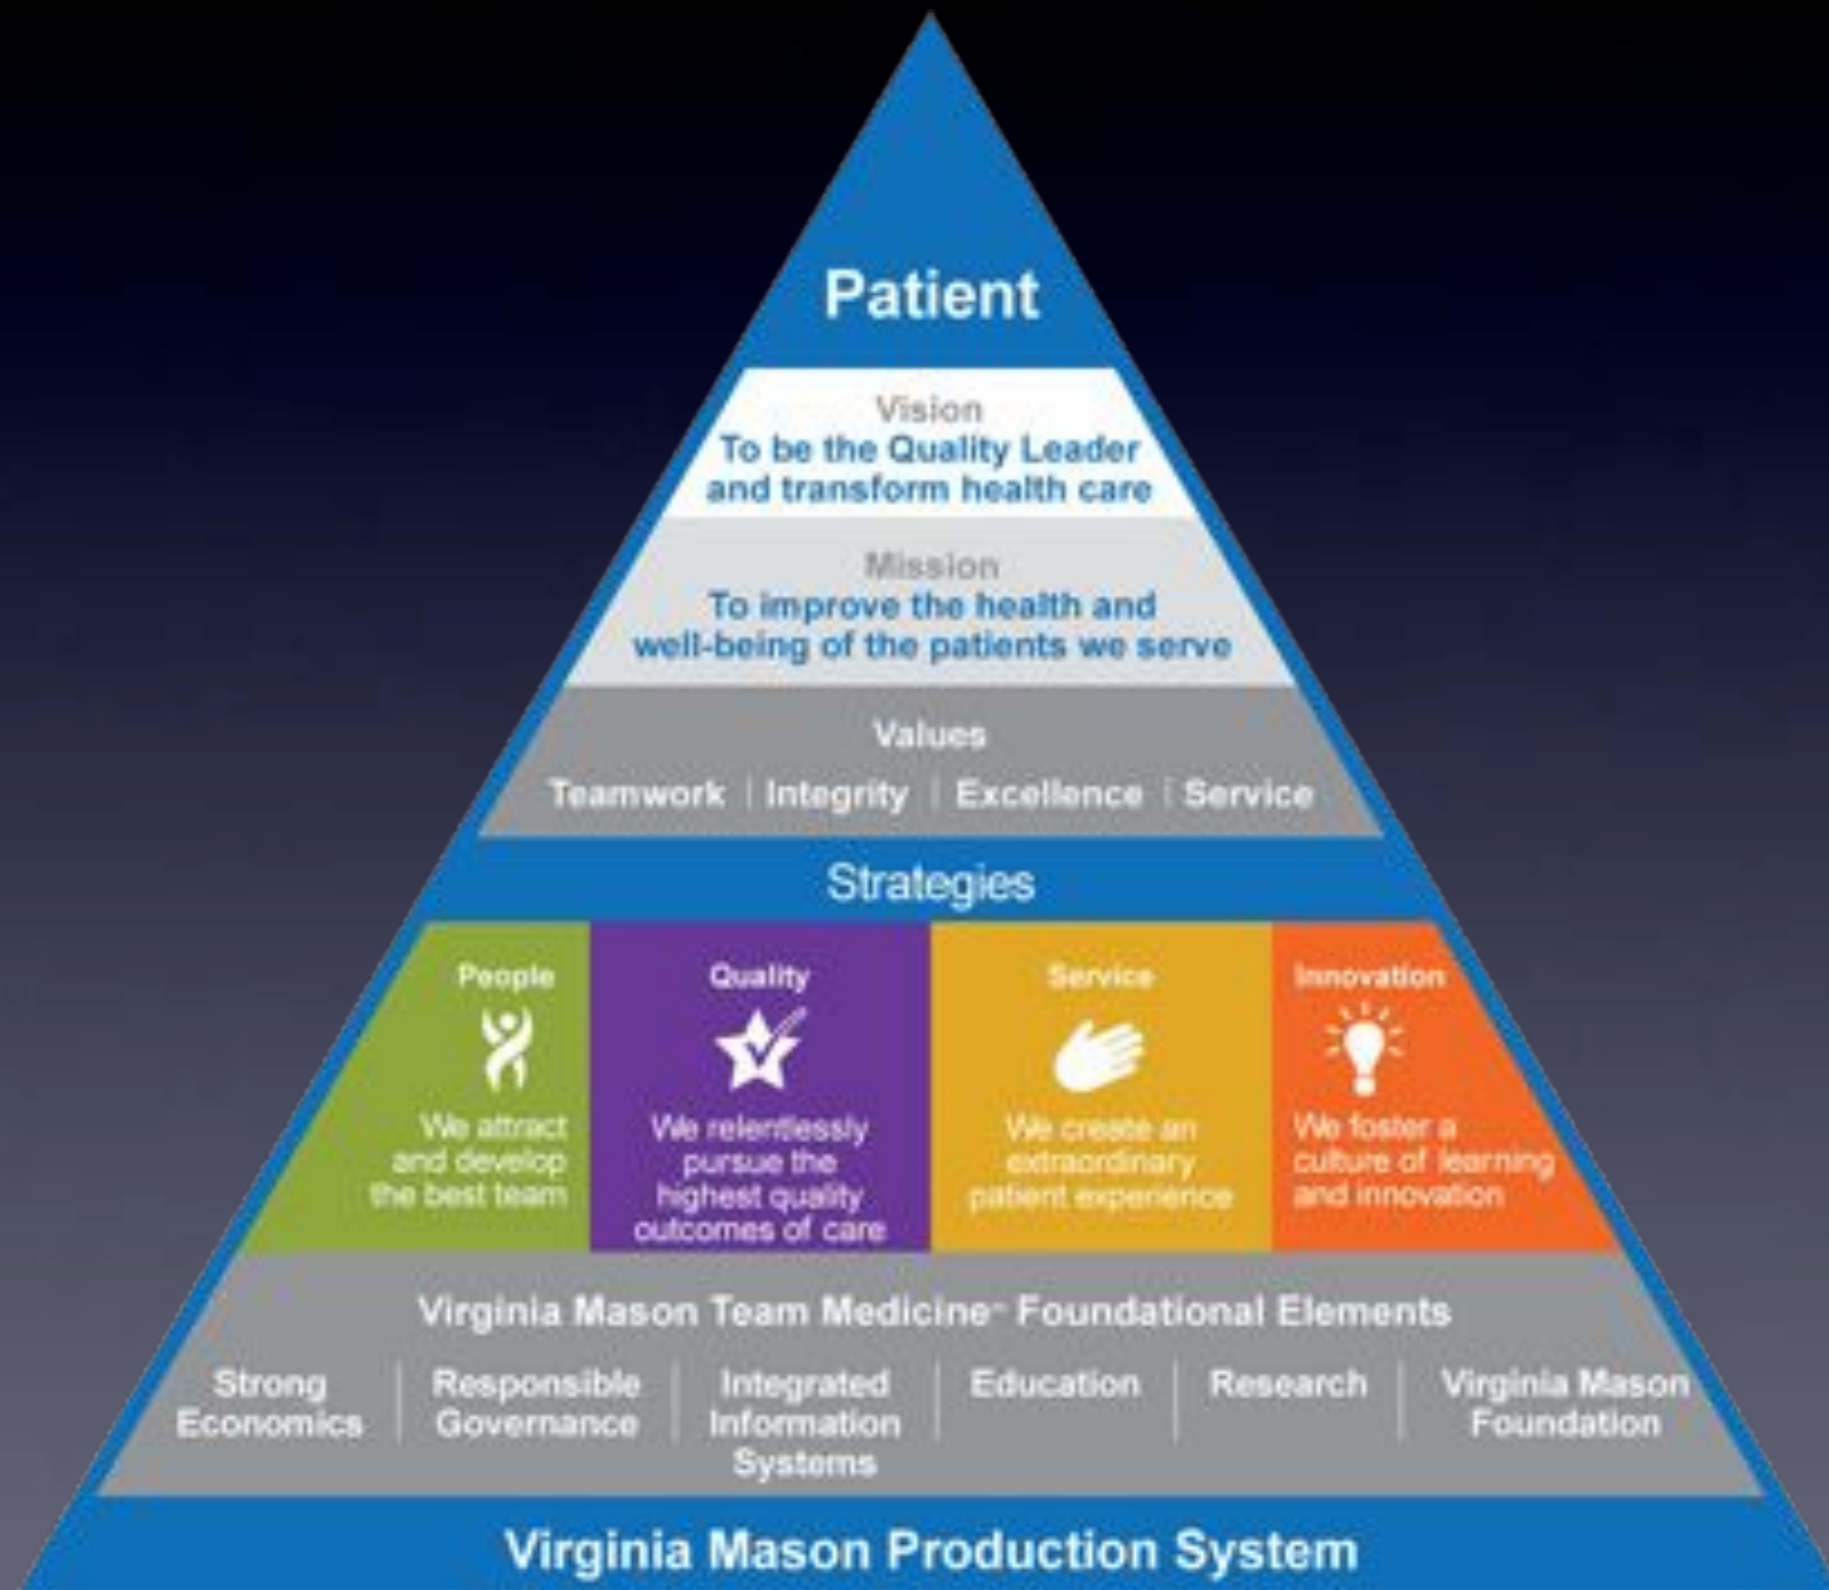 Patient
Vision
To be the Quality Leader
and transform health care
Mission
To improve the health and
well-being of the patients we serve
Values
Teamwork | Integrity | Excellence | Service
Strategies
People
We attract
and develop
the best team
Quality
We relentlessly
pursue the
highest quality
outcomes of care
Service
We create an
extraordinary
patient experience
Innovation
We foster a
culture of learning
and innovation
Virginia Mason Team Medicine℠ Foundational Elements
Strong
Economics
Responsible
Governance
Integrated
Information
Systems
Education
Research
Virginia Mason
Foundation
Virginia Mason Production System